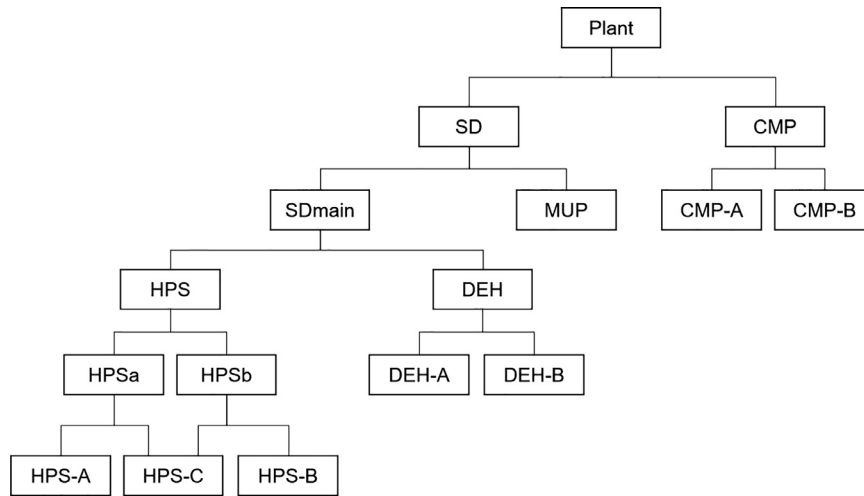 Plant
SD
CMP
SDmain
MUP
CMP-A
CMP-B
HPS
DEH
HPSa
HPSb
DEH-A
DEH-B
HPS-A
HPS-C
HPS-B